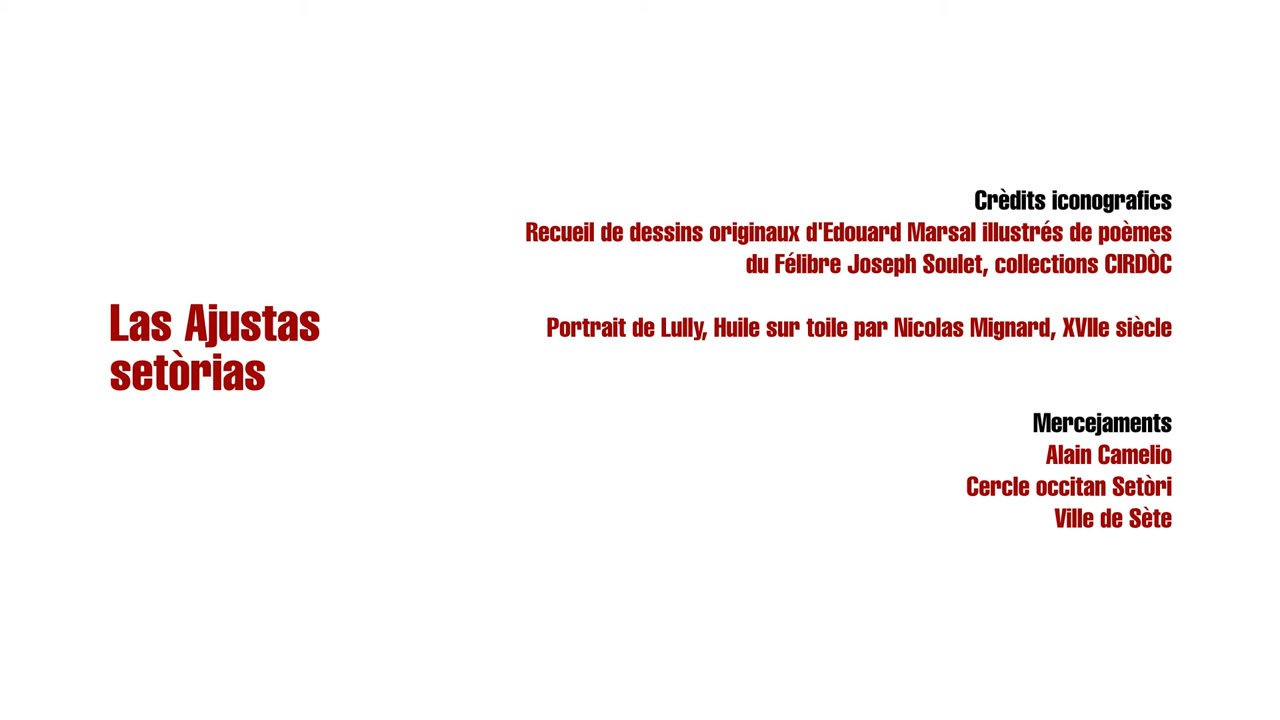 Las Ajustas
setòrias
Crèdits iconografics
Recueil de dessins originaux d'Edouard Marsal illustrés de poèmes
du Félibre Joseph Soulet, collections CIRDÒC
Portrait de Lully, Huile sur toile par Nicolas Mignard, XVIIe siècle
Mercejaments
Alain Camelio
Cercle occitan Setòri
Ville de Sète